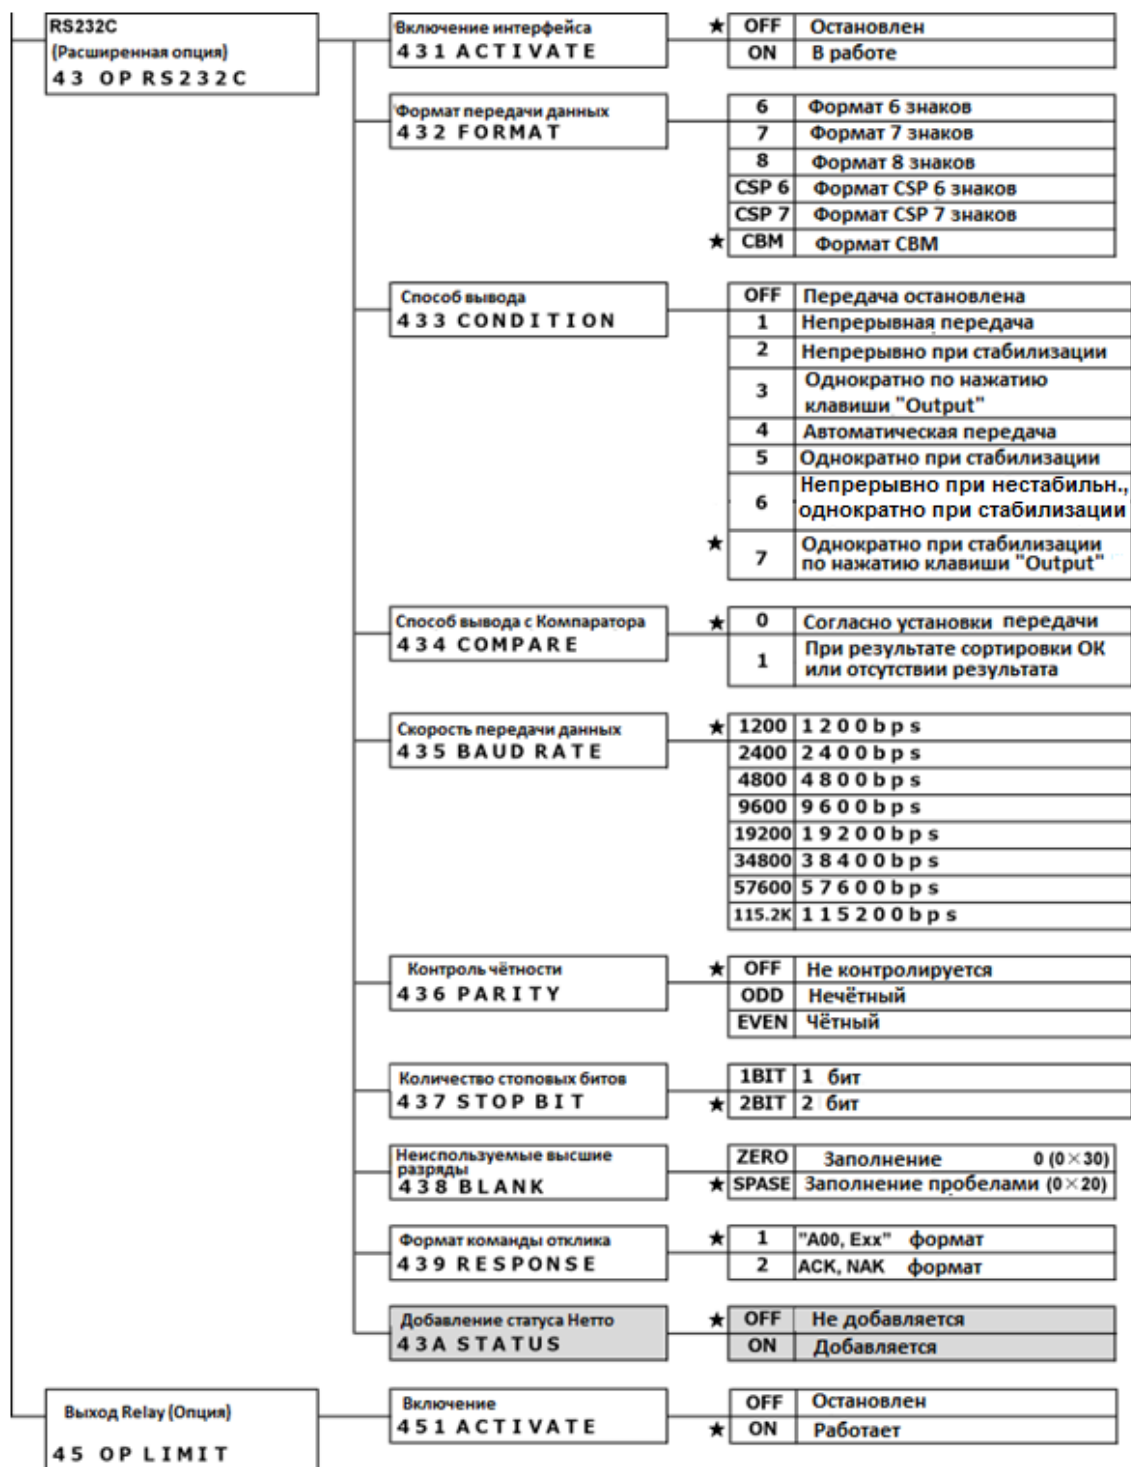 RS232C
(Расширенная опция)
43 OP RS232C
Включение интерфейса
431 ACTIVATE
★ OFF Остановлен
ON В работе
Формат передачи данных
432 FORMAT
6 Формат 6 знаков
7 Формат 7 знаков
8 Формат 8 знаков
CSP 6 Формат CSP 6 знаков
CSP 7 Формат CSP 7 знаков
★ CBM Формат CBM
Способ вывода
433 CONDITION
OFF Передача остановлена
1 Непрерывная передача
2 Непрерывно при стабилизации
3 Однократно по нажатию
клавиши "Output"
4 Автоматическая передача
5 Однократно при стабилизации
6 Непрерывно при нестабильн.,
однократно при стабилизации
★ 7 Однократно при стабилизации
по нажатию клавиши "Output"
Способ вывода с Компаратора
434 COMPARE
★ 0 Согласно установки передачи
1 При результате сортировки ОК
или отсутствии результата
Скорость передачи данных
435 BAUD RATE
★ 1200 1200bps
2400 2400bps
4800 4800bps
9600 9600bps
19200 19200bps
34800 38400bps
57600 57600bps
115.2K 115200bps
Контроль чётности
436 PARITY
★ OFF Не контролируется
ODD Нечётный
EVEN Чётный
Количество стоповых битов
437 STOP BIT
1BIT 1 бит
★ 2BIT 2 бит
Неиспользуемые высшие
разряды
438 BLANK
ZERO Заполнение 0 (0×30)
★ SPASE Заполнение пробелами (0×20)
Формат команды отклика
439 RESPONSE
★ 1 "A00, Exx" формат
2 ACK, NAK формат
Добавление статуса Нетто
43A STATUS
★ OFF Не добавляется
ON Добавляется
Выход Relay (Опция)
45 OP LIMIT
Включение
451 ACTIVATE
OFF Остановлен
★ ON Работает